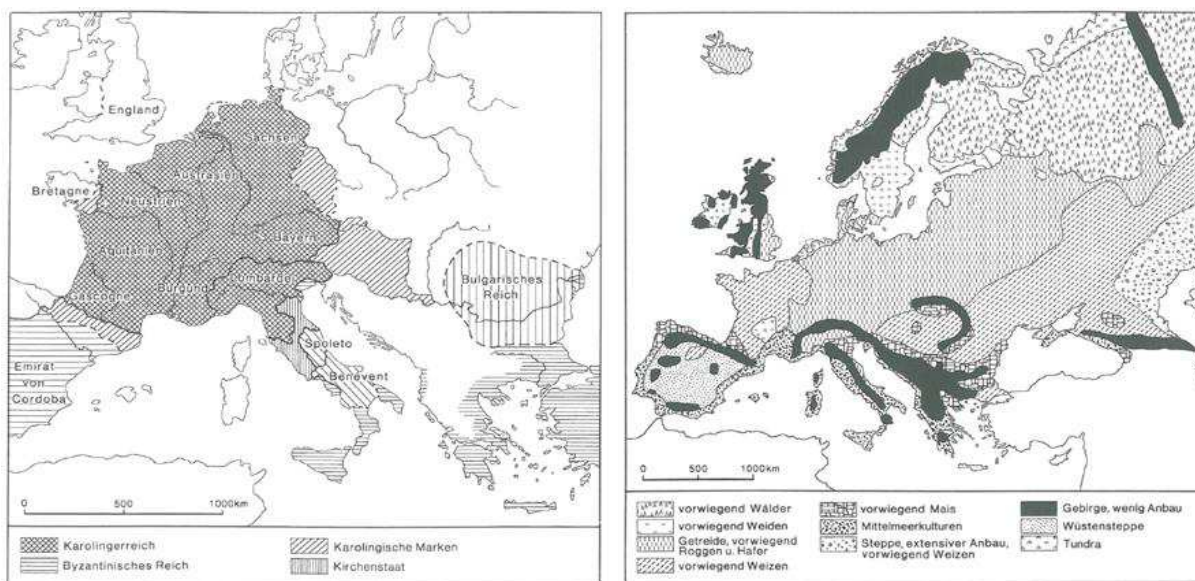 England
Sachsen
Austrasien
Bretagne
Neustrien
Bayern
Aquitanien
Lombardei
Burgund
Bulgarisches
Reich
Gascogne
Spoleto
Emirat
von
Cordoba
Benevent
0 500 1000km
Karolingerreich
Byzantinisches Reich
Karolingische Marken
Kirchenstaat
0 500 1000km
vorwiegend Wälder
vorwiegend Weiden
Getreide, vorwiegend
Roggen u. Hafer
vorwiegend Weizen
vorwiegend Mais
Mittelmeerkulturen
Steppe, extensiver Anbau,
vorwiegend Weizen
Gebirge, wenig Anbau
Wüstensteppe
Tundra